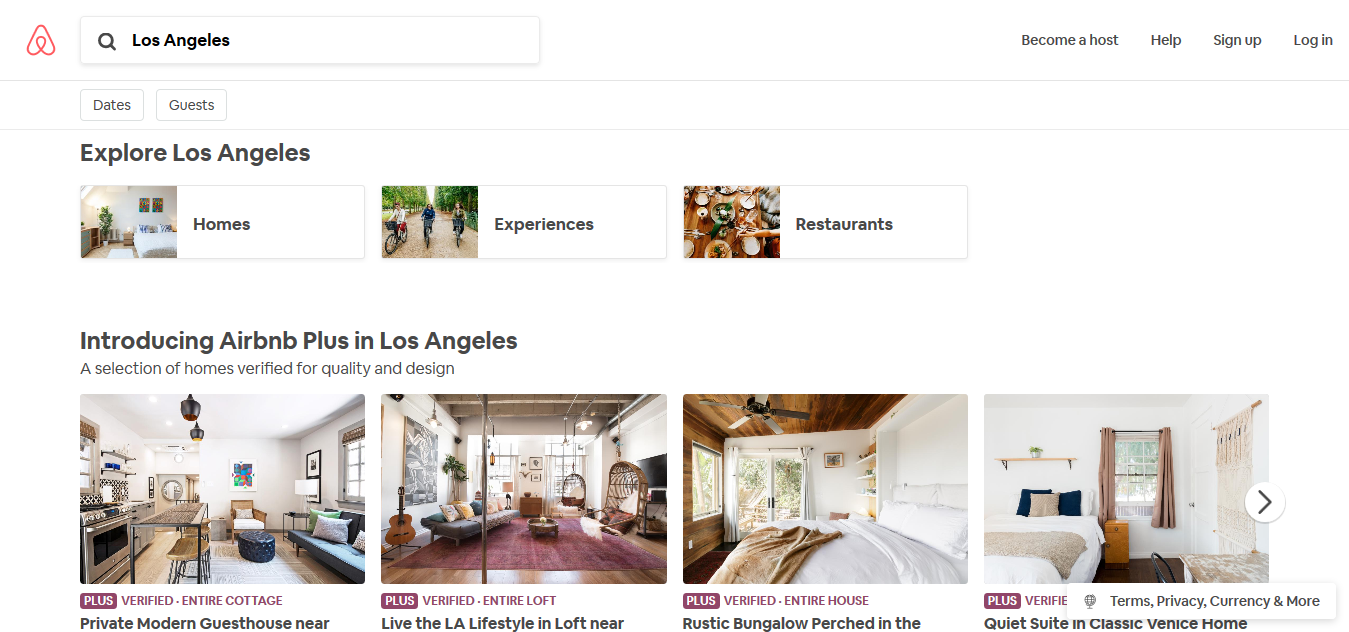 Los Angeles
Become a host
Help
Sign up
Log in
Dates
Guests
Explore Los Angeles
Homes
Experiences
Restaurants
Introducing Airbnb Plus in Los Angeles
A selection of homes verified for quality and design
PLUS VERIFIED · ENTIRE COTTAGE
Private Modern Guesthouse near
PLUS VERIFIED · ENTIRE LOFT
Live the LA Lifestyle in Loft near
PLUS VERIFIED · ENTIRE HOUSE
Rustic Bungalow Perched in the
PLUS VERIFIE
Quiet Suite in Classic Venice Home
Terms, Privacy, Currency & More